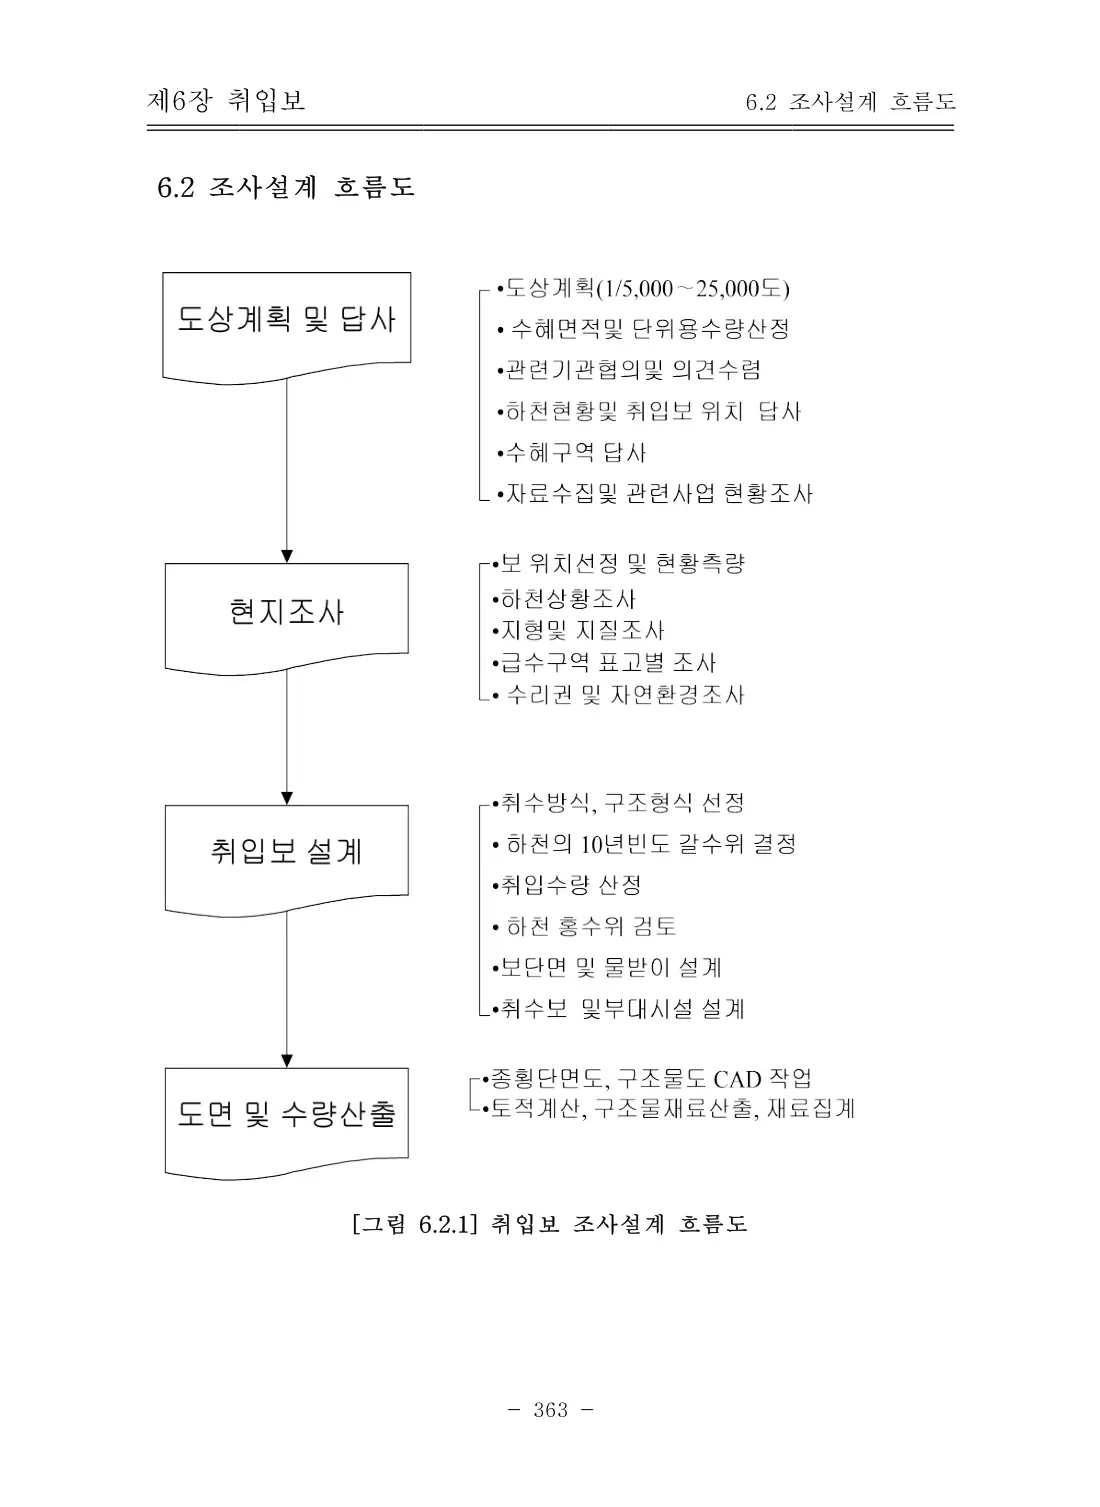 제6장 취입보
6.2 조사설계 흐름도
6.2 조사설계 흐름도
도상계획 및 답사
•도상계획(1/5,000~25,000도)
• 수혜면적및 단위용수량산정
•관련기관협의및 의견수렴
•하천현황및 취입보 위치 답사
•수혜구역 답사
•자료수집및 관련사업 현황조사
현지조사
•보 위치선정 및 현황측량
•하천상황조사
•지형및 지질조사
•급수구역 표고별 조사
• 수리권 및 자연환경조사
취입보 설계
•취수방식, 구조형식 선정
• 하천의 10년빈도 갈수위 결정
•취입수량 산정
• 하천 홍수위 검토
•보단면 및 물받이 설계
•취수보 및부대시설 설계
도면 및 수량산출
•종횡단면도, 구조물도 CAD 작업
•토적계산, 구조물재료산출, 재료집계
[그림 6.2.1] 취입보 조사설계 흐름도
- 363 -